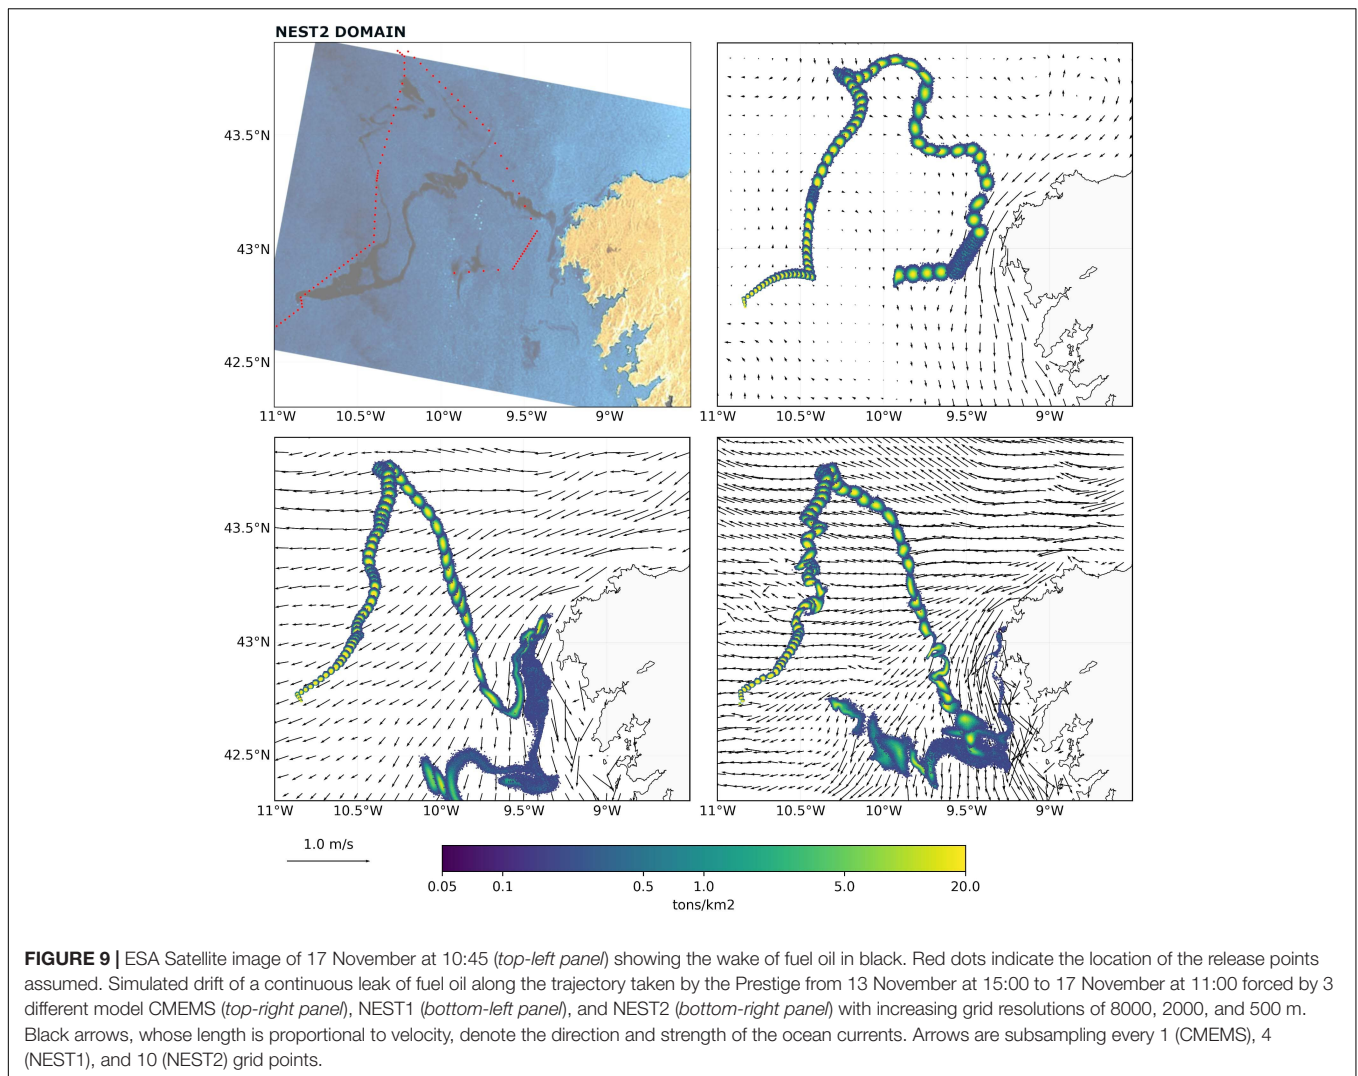 NEST2 DOMAIN
43.5°N
43°N
42.5°N
11°W 10.5°W 10°W 9.5°W 9°W
11°W 10.5°W 10°W 9.5°W 9°W
43.5°N
43°N
42.5°N
11°W 10.5°W 10°W 9.5°W 9°W
11°W 10.5°W 10°W 9.5°W 9°W
1.0 m/s
0.05 0.1 0.5 1.0 5.0 20.0
tons/km2
FIGURE 9 | ESA Satellite image of 17 November at 10:45 (top-left panel) showing the wake of fuel oil in black. Red dots indicate the location of the release points
assumed. Simulated drift of a continuous leak of fuel oil along the trajectory taken by the Prestige from 13 November at 15:00 to 17 November at 11:00 forced by 3
different model CMEMS (top-right panel), NEST1 (bottom-left panel), and NEST2 (bottom-right panel) with increasing grid resolutions of 8000, 2000, and 500 m.
Black arrows, whose length is proportional to velocity, denote the direction and strength of the ocean currents. Arrows are subsampling every 1 (CMEMS), 4
(NEST1), and 10 (NEST2) grid points.